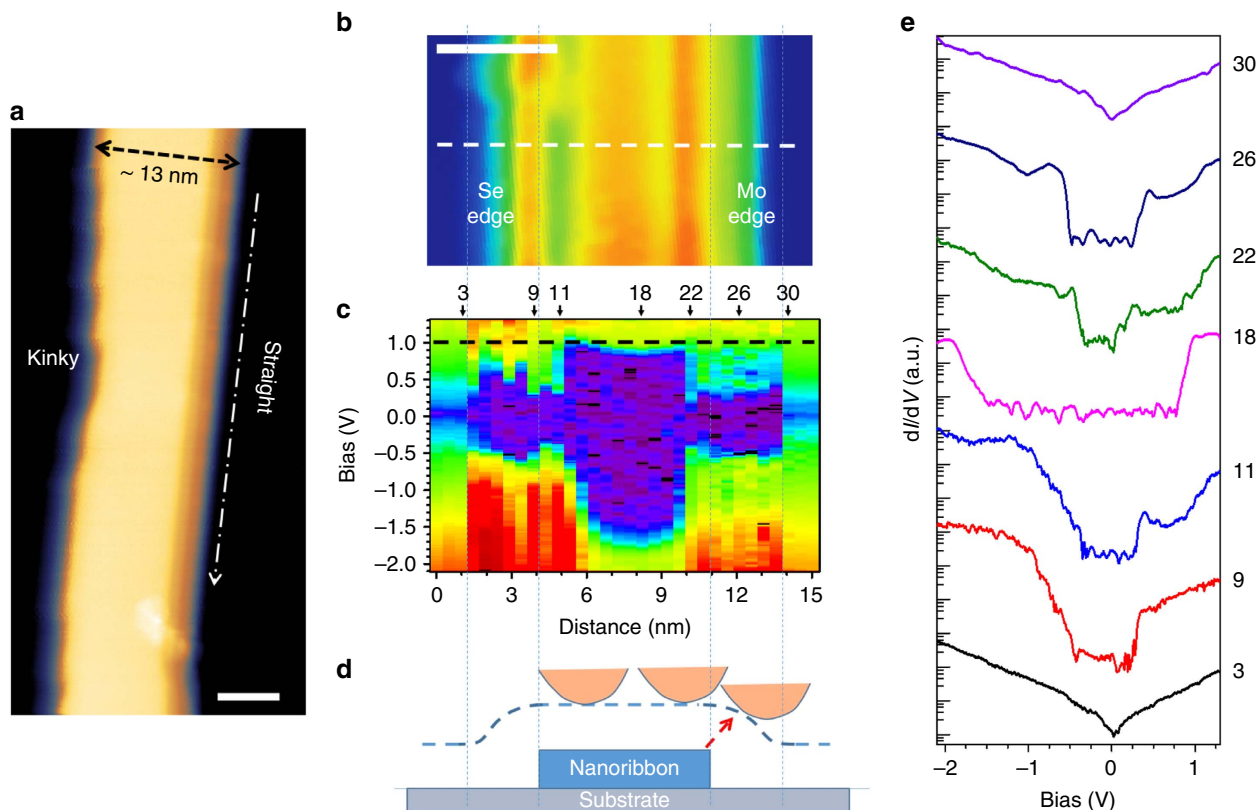 a
~ 13 nm
Kinky
Straight
b
Se
edge
Mo
edge
c
3
9
11
18
22
26
30
1.0
0.5
0.0
–0.5
–1.0
–1.5
–2.0
Bias (V)
0
3
6
9
12
15
Distance (nm)
d
Nanoribbon
Substrate
e
30
26
22
18
11
9
3
dI/dV (a.u.)
–2
–1
0
1
Bias (V)